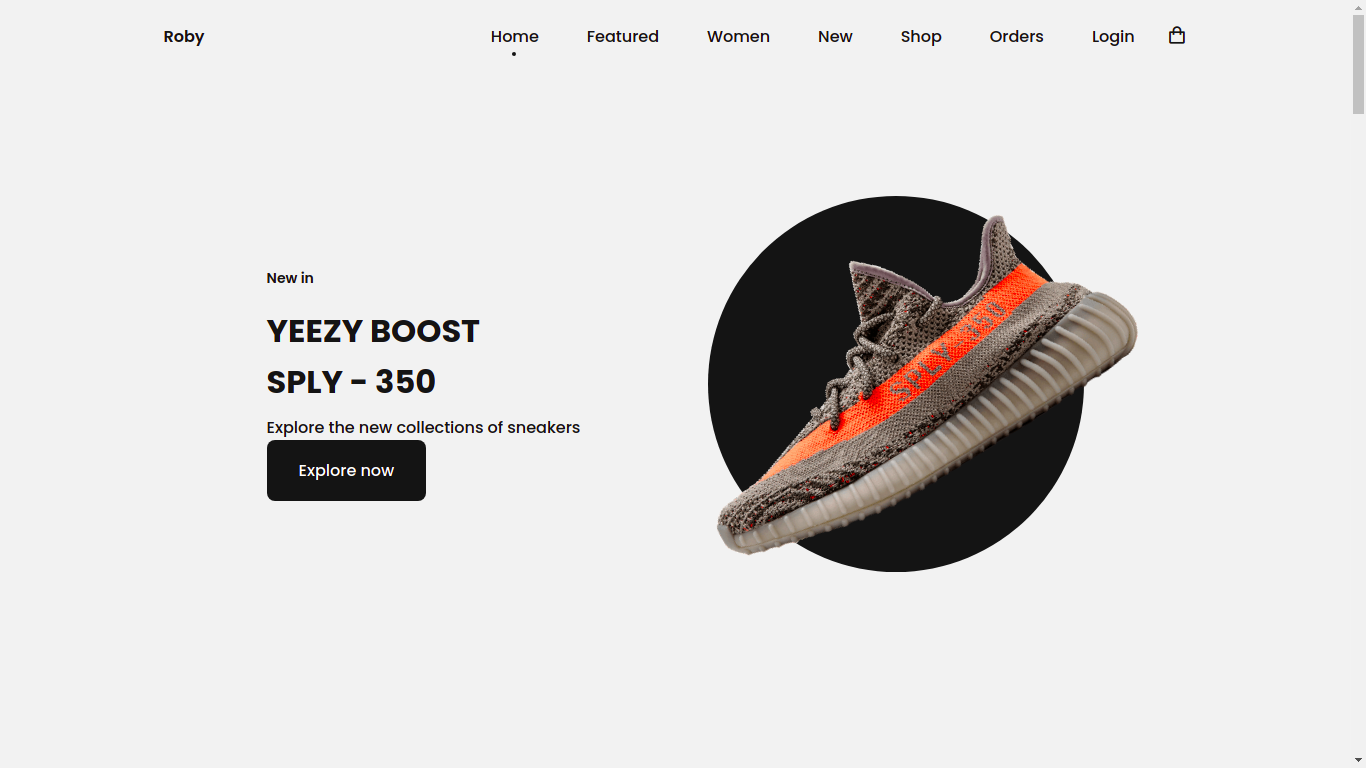 Roby
Home
Featured
Women
New
Shop
Orders
Login
New in
YEEZY BOOST
SPLY - 350
Explore the new collections of sneakers
Explore now
SPLY-350